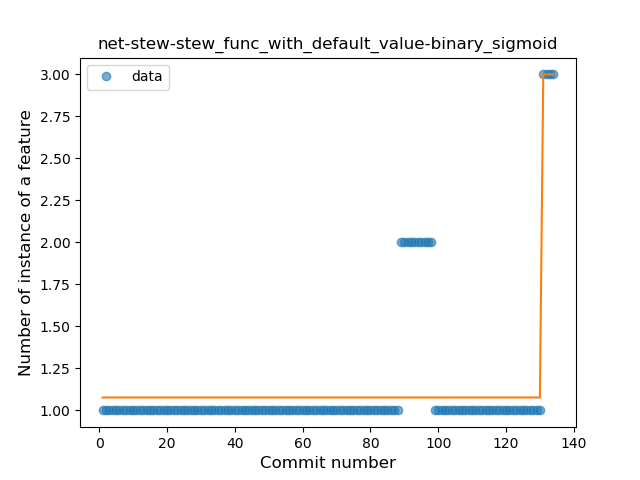 net-stew-stew_func_with_default_value-binary_sigmoid
data
Number of instance of a feature
3.00
2.75
2.50
2.25
2.00
1.75
1.50
1.25
1.00
0 20 40 60 80 100 120 140
Commit number